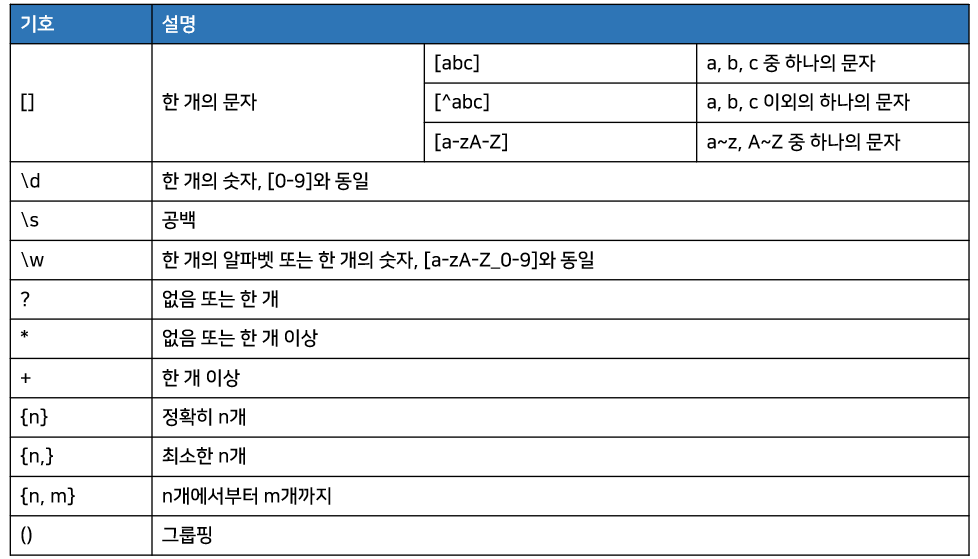 기호 설명
[] 한 개의 문자 [abc] a, b, c 중 하나의 문자
[^abc] a, b, c 이외의 하나의 문자
[a-zA-Z] a~z, A~Z 중 하나의 문자
\d 한 개의 숫자, [0-9]와 동일
\s 공백
\w 한 개의 알파벳 또는 한 개의 숫자, [a-zA-Z_0-9]와 동일
? 없음 또는 한 개
* 없음 또는 한 개 이상
+ 한 개 이상
{n} 정확히 n개
{n,} 최소한 n개
{n, m} n개에서부터 m개까지
() 그룹핑